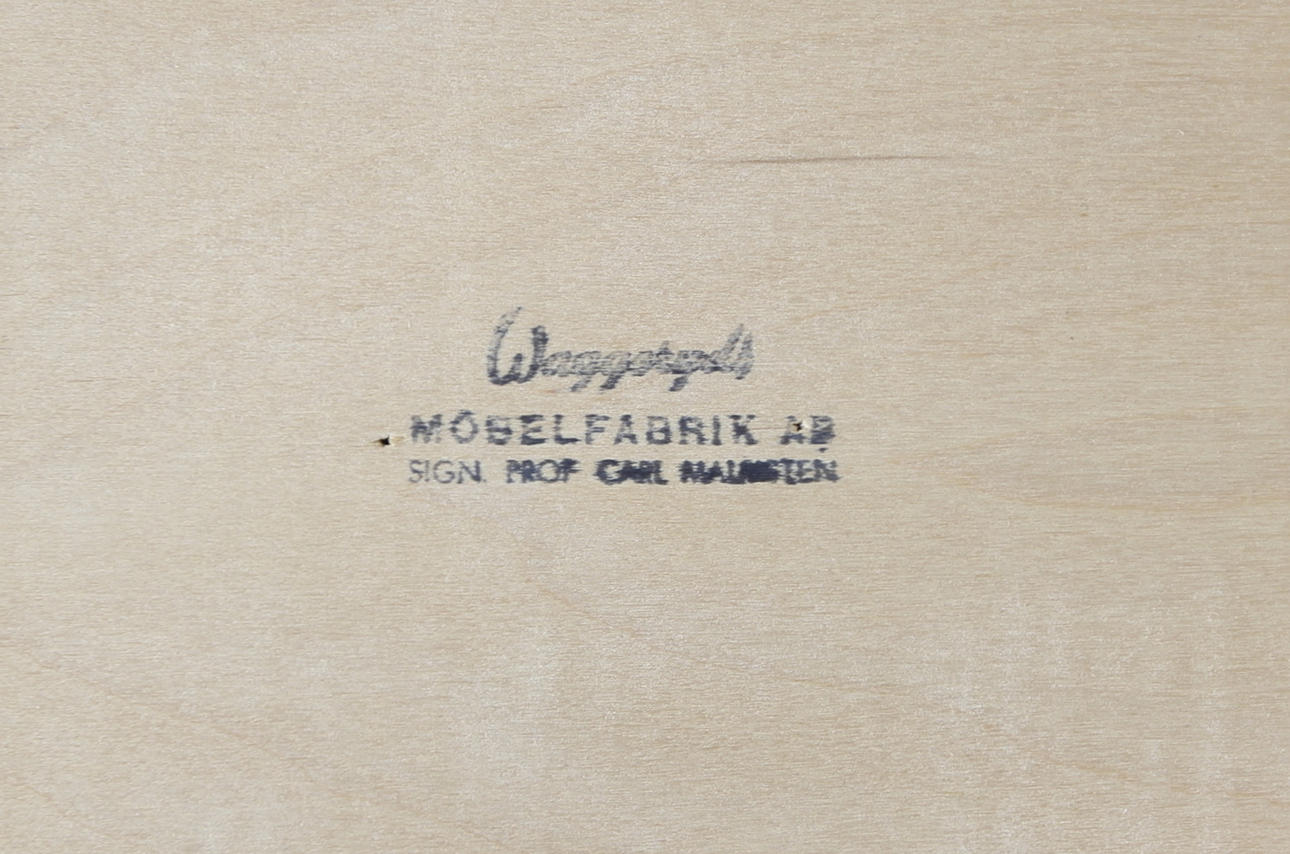 Waggeryds
MÖBELFABRIK AB
SIGN. PROF CARL MALMSTEN